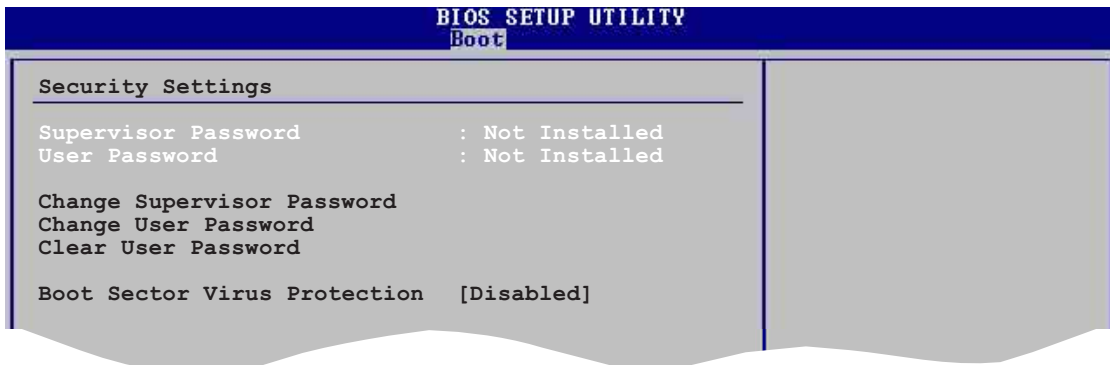 BIOS SETUP UTILITY
Boot
Security Settings
Supervisor Password : Not Installed
User Password : Not Installed
Change Supervisor Password
Change User Password
Clear User Password
Boot Sector Virus Protection [Disabled]